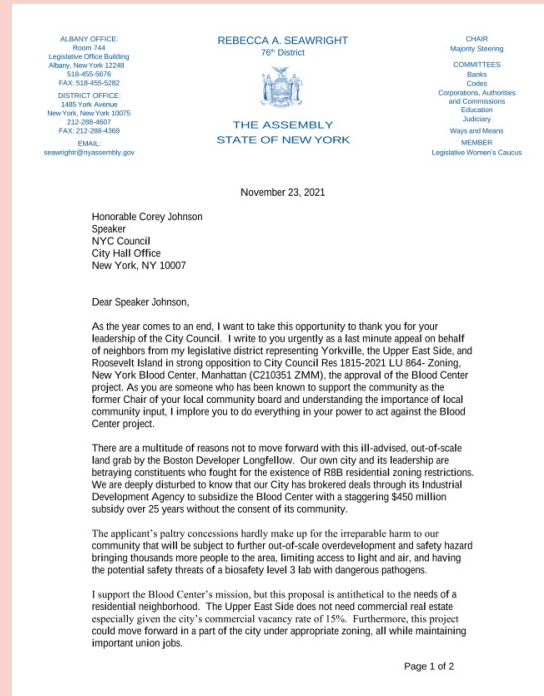 ALBANY OFFICE:
Room 744
Legislative Office Building
Albany, New York 12248
518-455-5676
FAX: 518-455-5282
DISTRICT OFFICE:
1485 York Avenue
New York, New York 10075
212-288-4607
FAX: 212-288-4369
EMAIL:
seawrightr@nyassembly.gov
REBECCA A. SEAWRIGHT
76th District
THE ASSEMBLY
STATE OF NEW YORK
CHAIR
Majority Steering
COMMITTEES
Banks
Codes
Corporations, Authorities
and Commissions
Education
Judiciary
Ways and Means
MEMBER
Legislative Women's Caucus
November 23, 2021
Honorable Corey Johnson
Speaker
NYC Council
City Hall Office
New York, NY 10007
Dear Speaker Johnson,
As the year comes to an end, I want to take this opportunity to thank you for your
leadership of the City Council. I write to you urgently as a last minute appeal on behalf
of neighbors from my legislative district representing Yorkville, the Upper East Side, and
Roosevelt Island in strong opposition to City Council Res 1815-2021 LU 864- Zoning,
New York Blood Center, Manhattan (C210351 ZMM), the approval of the Blood Center
project. As you are someone who has been known to support the community as the
former Chair of your local community board and understanding the importance of local
community input, I implore you to do everything in your power to act against the Blood
Center project.
There are a multitude of reasons not to move forward with this ill-advised, out-of-scale
land grab by the Boston Developer Longfellow. Our own city and its leadership are
betraying constituents who fought for the existence of R8B residential zoning restrictions.
We are deeply disturbed to know that our City has brokered deals through its Industrial
Development Agency to subsidize the Blood Center with a staggering $450 million
subsidy over 25 years without the consent of its community.
The applicant's paltry concessions hardly make up for the irreparable harm to our
community that will be subject to further out-of-scale overdevelopment and safety hazard
bringing thousands more people to the area, limiting access to light and air, and having
the potential safety threats of a biosafety level 3 lab with dangerous pathogens.
I support the Blood Center's mission, but this proposal is antithetical to the needs of a
residential neighborhood. The Upper East Side does not need commercial real estate
especially given the city's commercial vacancy rate of 15%. Furthermore, this project
could move forward in a part of the city under appropriate zoning, all while maintaining
important union jobs.
Page 1 of 2